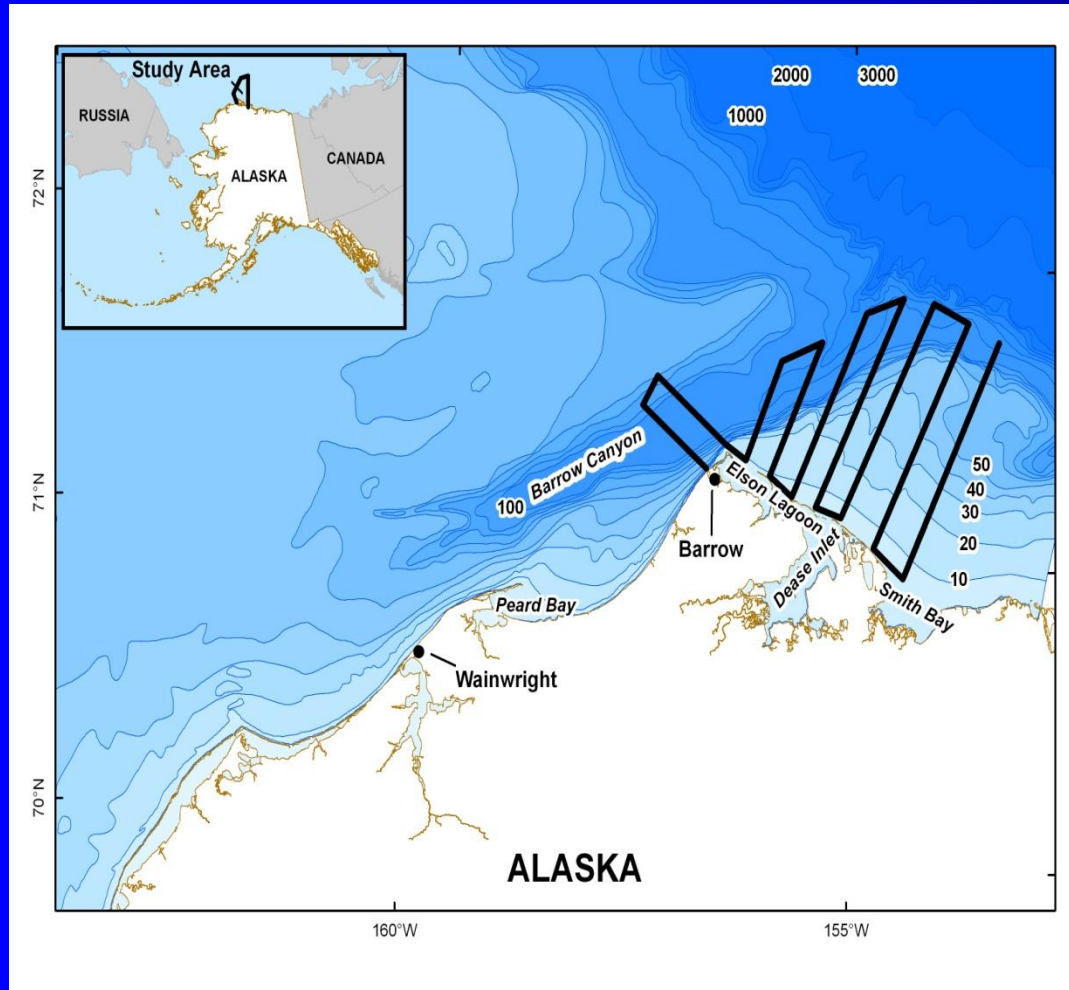 Study Area
RUSSIA
CANADA
ALASKA
2000
3000
1000
72°N
71°N
70°N
Barrow Canyon
100
Barrow
Elson Lagoon
Dease Inlet
Smith Bay
50
40
30
20
10
Peard Bay
Wainwright
ALASKA
160°W
155°W